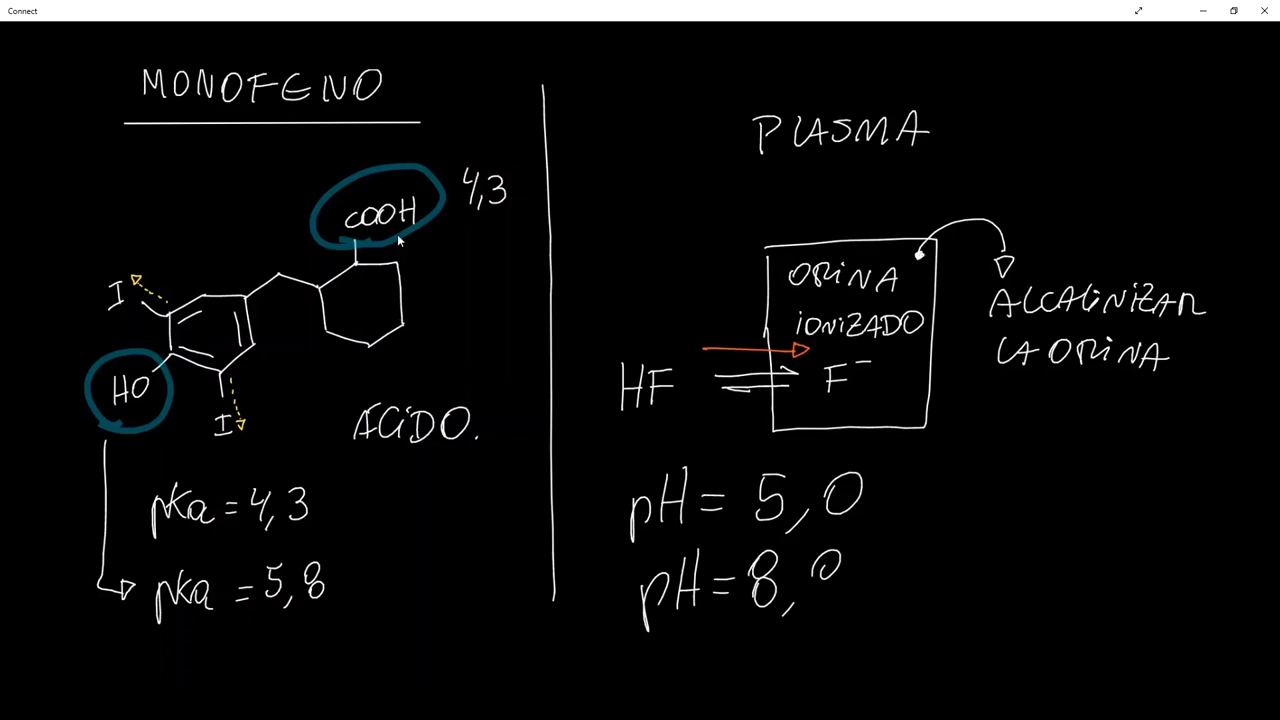 Connect
MONOFENO
COOH
4,3
I
HO
I
ÁCIDO.
pKa = 4,3
pKa = 5,8
PLASMA
ORINA
IONIZADO
HF
F⁻
ALCALINIZAR
LA ORINA
pH = 5,0
pH = 8,0